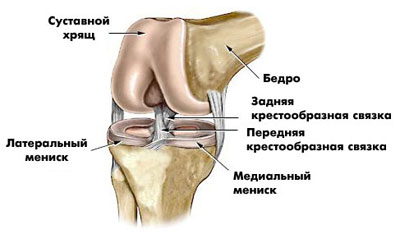 Суставной
хрящ
Бедро
Задняя
крестообразная связка
Передняя
крестообразная связка
Латеральный
мениск
Медиальный
мениск